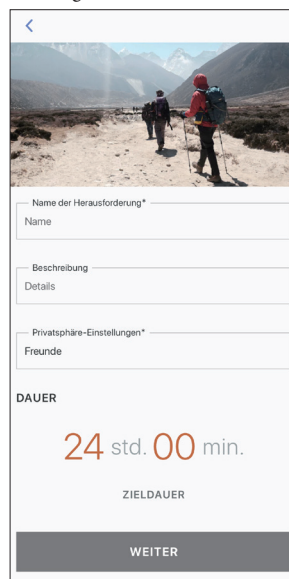 Name der Herausforderung*
Name
Beschreibung
Details
Privatsphäre-Einstellungen*
Freunde
DAUER
24 std. 00 min.
ZIELDAUER
WEITER